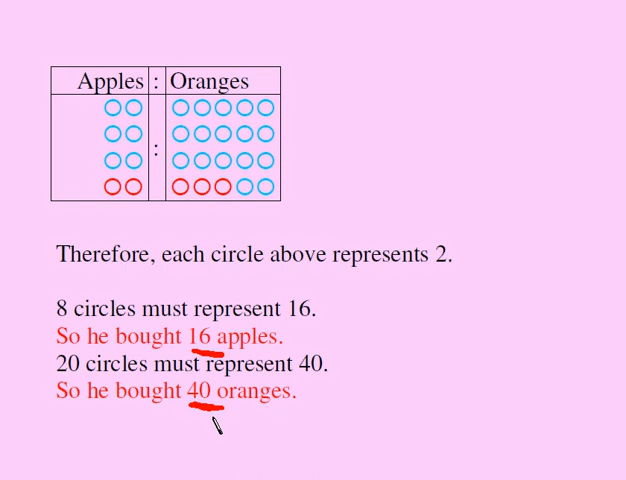 Apples : Oranges
:
Therefore, each circle above represents 2.
8 circles must represent 16.
So he bought 16 apples.
20 circles must represent 40.
So he bought 40 oranges.